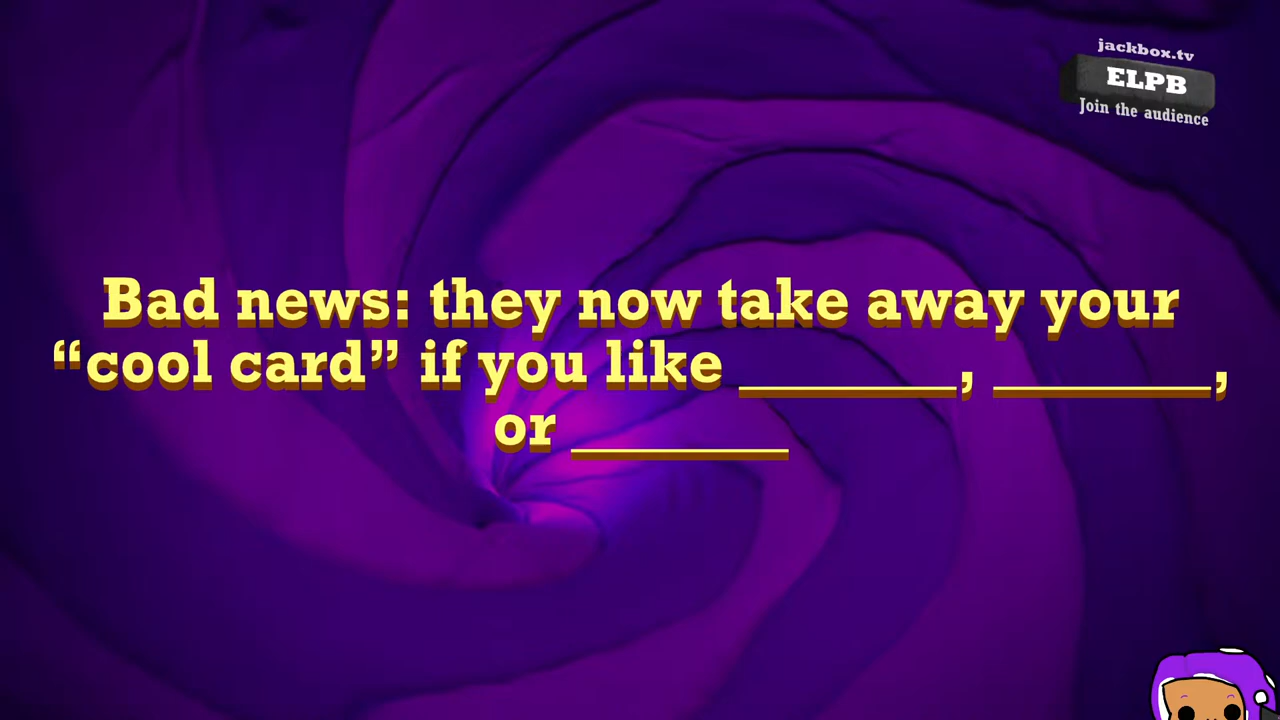 jackbox.tv
ELPB
Join the audience
Bad news: they now take away your
“cool card” if you like ________, ________,
or ________